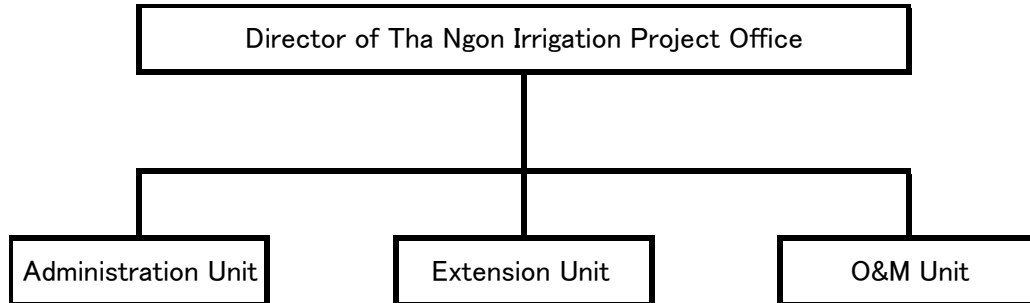 Director of Tha Ngon Irrigation Project Office
Administration Unit
Extension Unit
O&M Unit